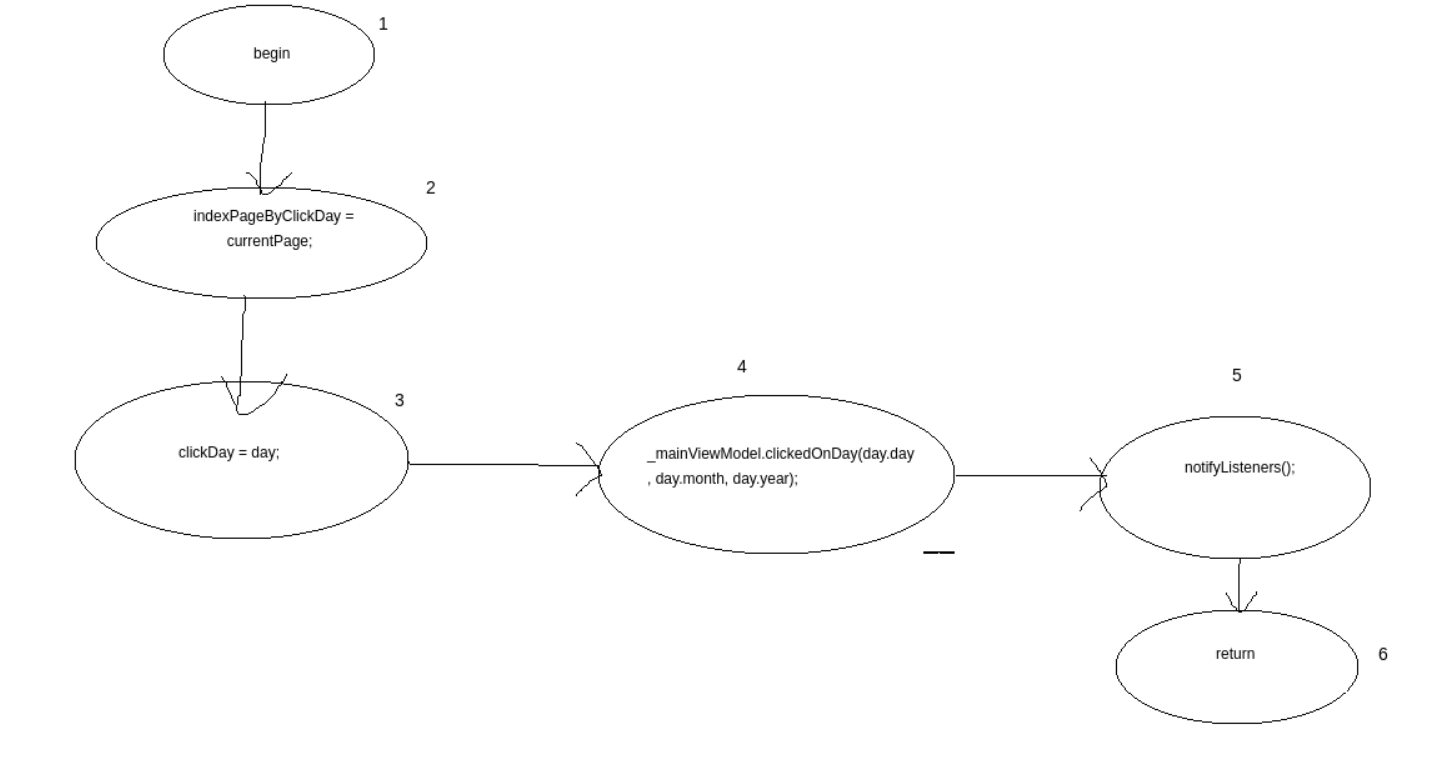 1
begin
2
indexPageByClickDay =
currentPage;
3
clickDay = day;
4
_mainViewModel.clickedOnDay(day.day
, day.month, day.year);
5
notifyListeners();
return
6